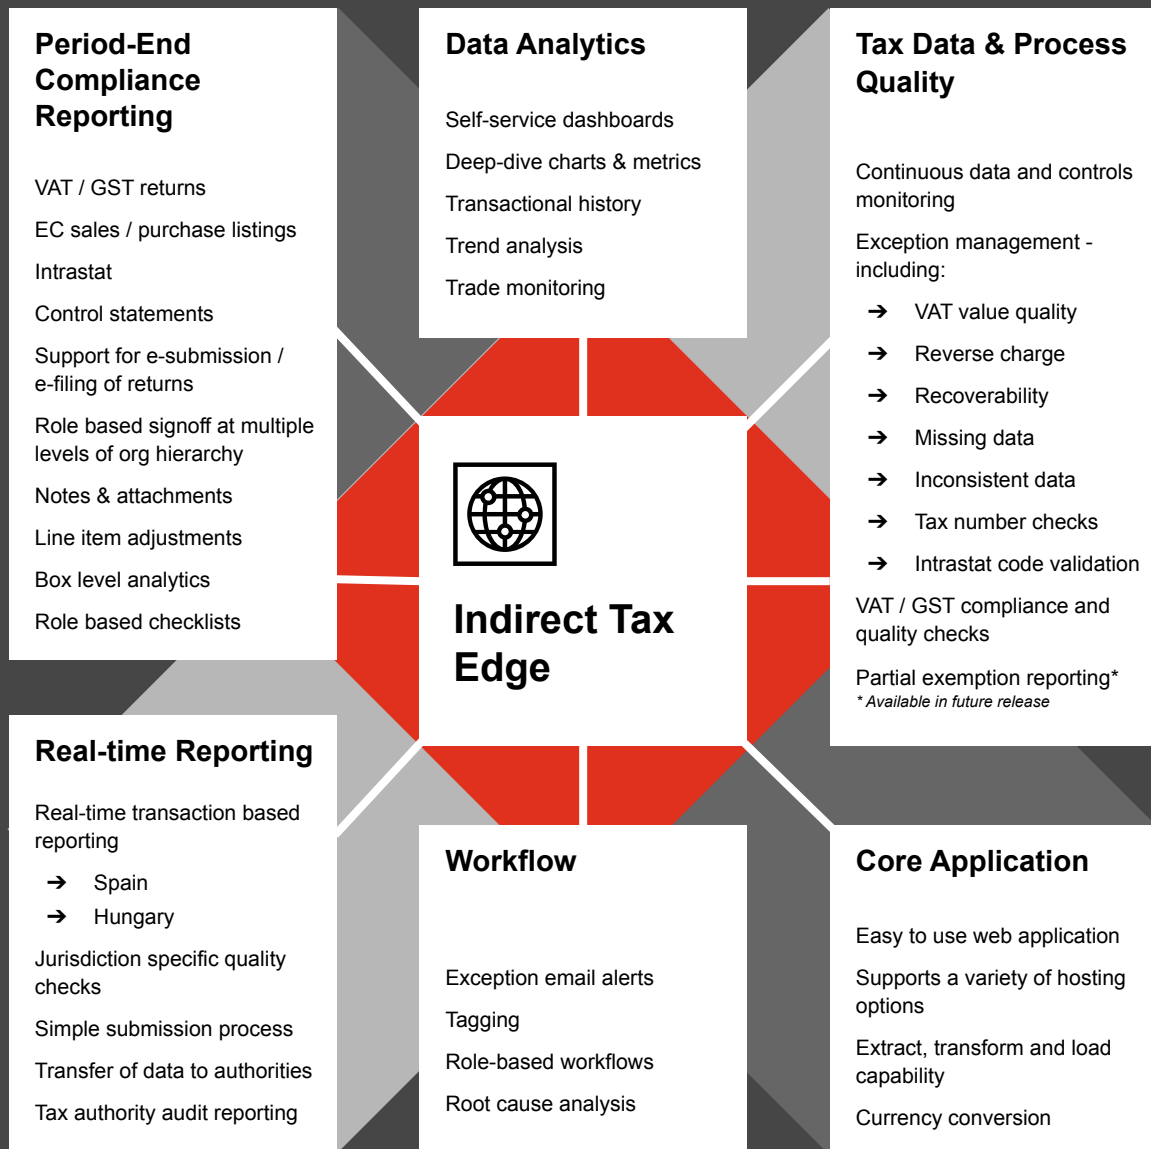 Period-End
Compliance
Reporting
VAT / GST returns
EC sales / purchase listings
Intrastat
Control statements
Support for e-submission /
e-filing of returns
Role based signoff at multiple
levels of org hierarchy
Notes & attachments
Line item adjustments
Box level analytics
Role based checklists
Data Analytics
Self-service dashboards
Deep-dive charts & metrics
Transactional history
Trend analysis
Trade monitoring
Tax Data & Process
Quality
Continuous data and controls
monitoring
Exception management -
including:
➔ VAT value quality
➔ Reverse charge
➔ Recoverability
➔ Missing data
➔ Inconsistent data
➔ Tax number checks
➔ Intrastat code validation
VAT / GST compliance and
quality checks
Partial exemption reporting*
* Available in future release
Indirect Tax
Edge
Real-time Reporting
Real-time transaction based
reporting
➔ Spain
➔ Hungary
Jurisdiction specific quality
checks
Simple submission process
Transfer of data to authorities
Tax authority audit reporting
Workflow
Exception email alerts
Tagging
Role-based workflows
Root cause analysis
Core Application
Easy to use web application
Supports a variety of hosting
options
Extract, transform and load
capability
Currency conversion